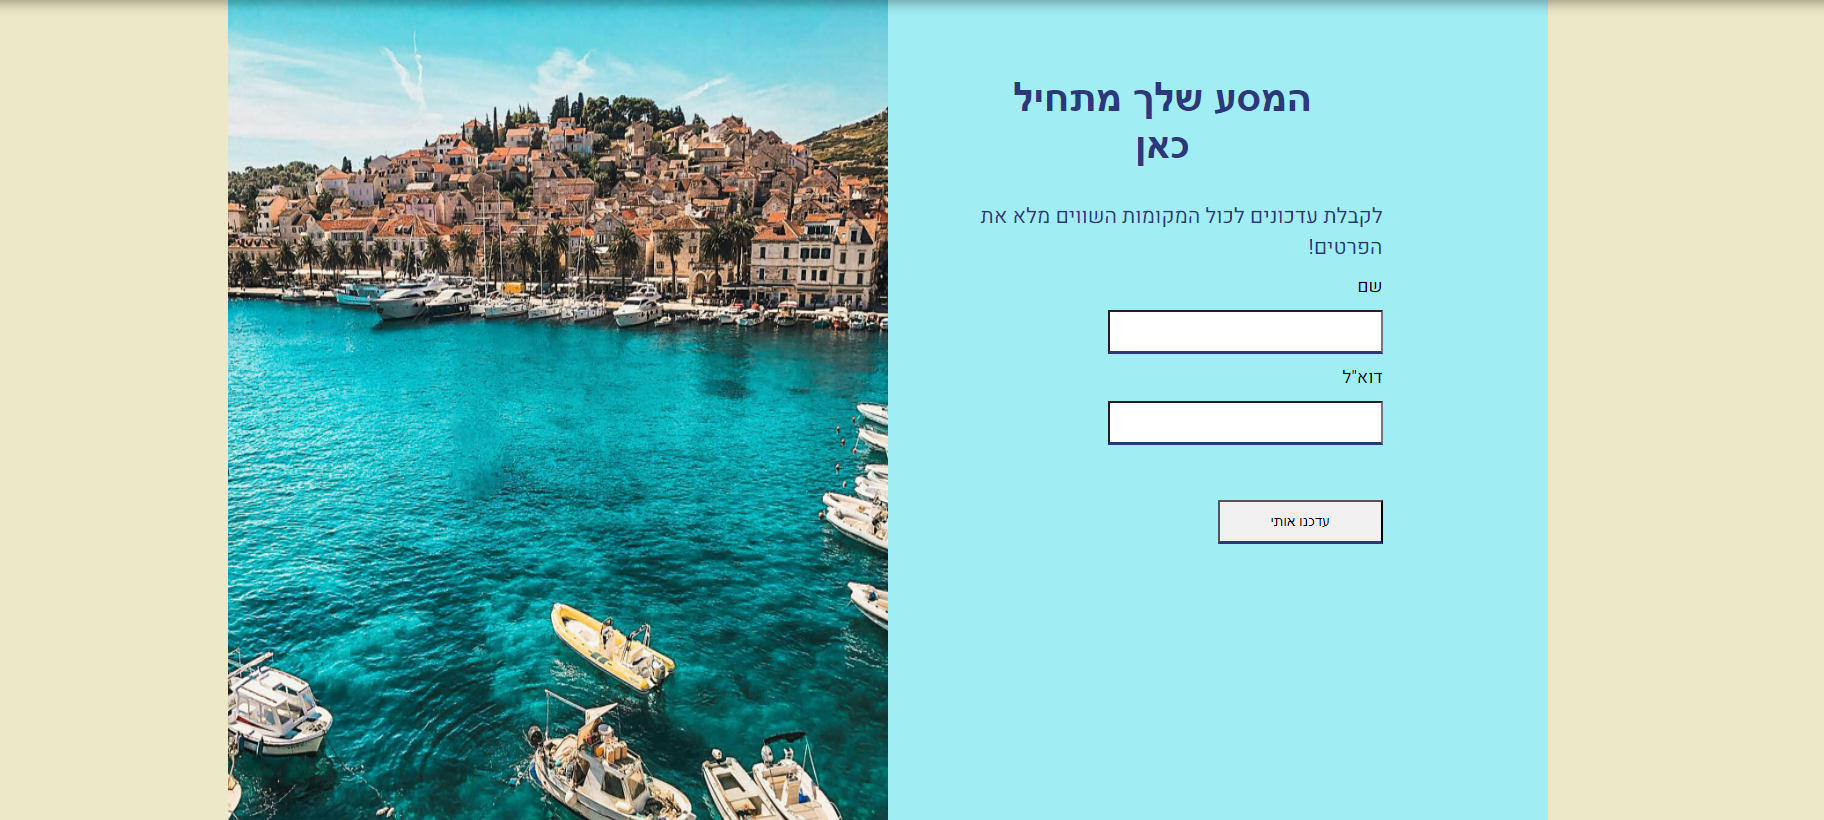 המסע שלך מתחיל
כאן
לקבלת עדכונים לכול המקומות השווים מלא את
הפרטים!
שם
דוא"ל
עדכנו אותי